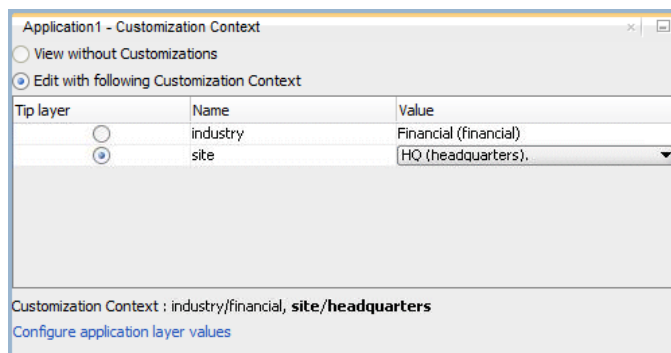 Application1 - Customization Context
View without Customizations
Edit with following Customization Context
Tip layer Name Value
industry Financial (financial)
site HQ (headquarters).
Customization Context : industry/financial, site/headquarters
Configure application layer values